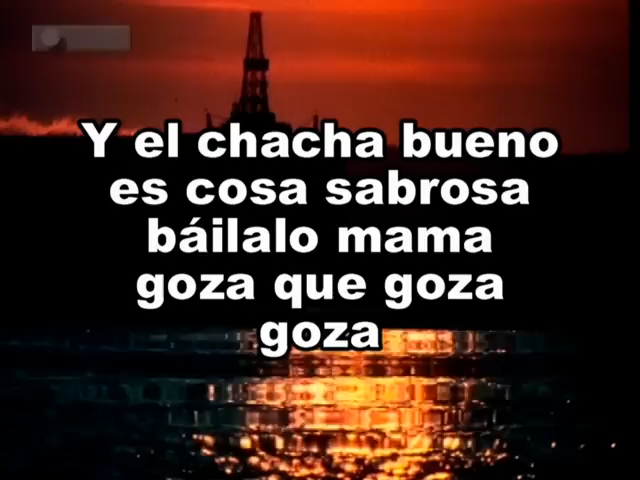 Y el chacha bueno
es cosa sabrosa
báilalo mama
goza que goza
goza